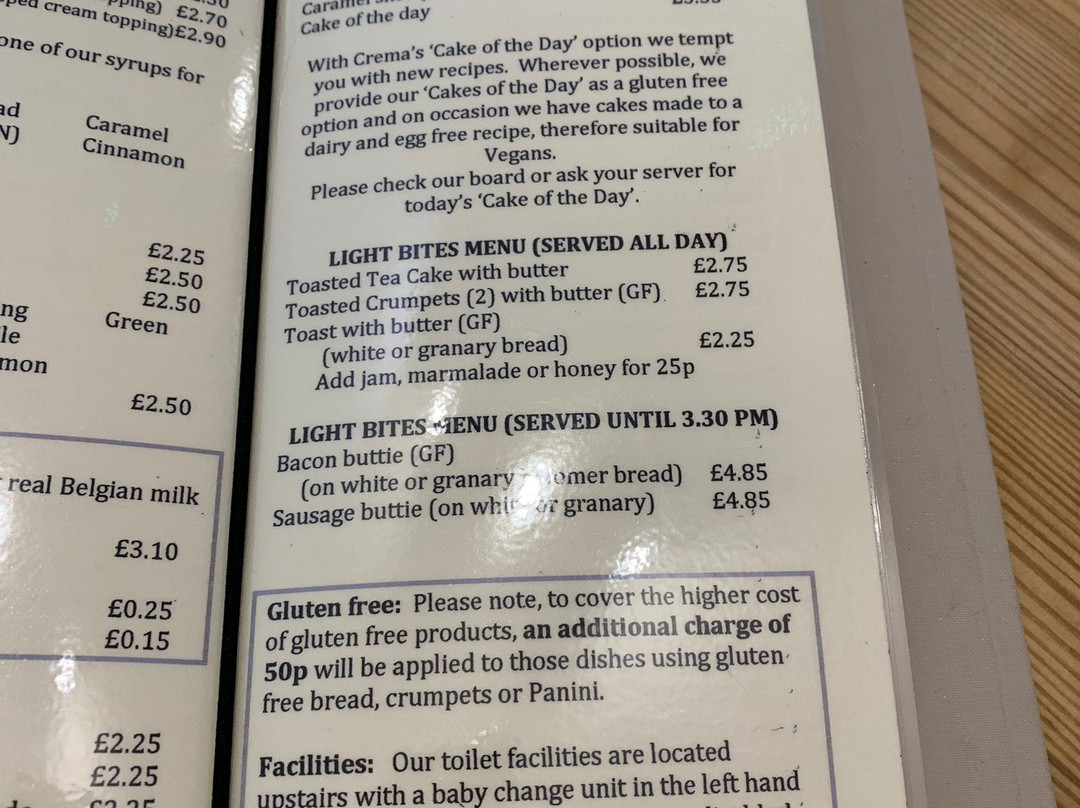 pping) £2.70
ped cream topping)£2.90
one of our syrups for
Caramel
Cinnamon
£2.25
£2.50
£2.50
Green
£2.50
real Belgian milk
£3.10
£0.25
£0.15
£2.25
£2.25
Cake of the day
With Crema's 'Cake of the Day' option we tempt
you with new recipes. Wherever possible, we
provide our 'Cakes of the Day' as a gluten free
option and on occasion we have cakes made to a
dairy and egg free recipe, therefore suitable for
Vegans.
Please check our board or ask your server for
today's 'Cake of the Day'.
LIGHT BITES MENU (SERVED ALL DAY)
Toasted Tea Cake with butter £2.75
Toasted Crumpets (2) with butter (GF) £2.75
Toast with butter (GF)
(white or granary bread) £2.25
Add jam, marmalade or honey for 25p
LIGHT BITES MENU (SERVED UNTIL 3.30 PM)
Bacon buttie (GF)
(on white or granary bread) £4.85
Sausage buttie (on white or granary) £4.85
Gluten free: Please note, to cover the higher cost
of gluten free products, an additional charge of
50p will be applied to those dishes using gluten
free bread, crumpets or Panini.
Facilities: Our toilet facilities are located
upstairs with a baby change unit in the left hand